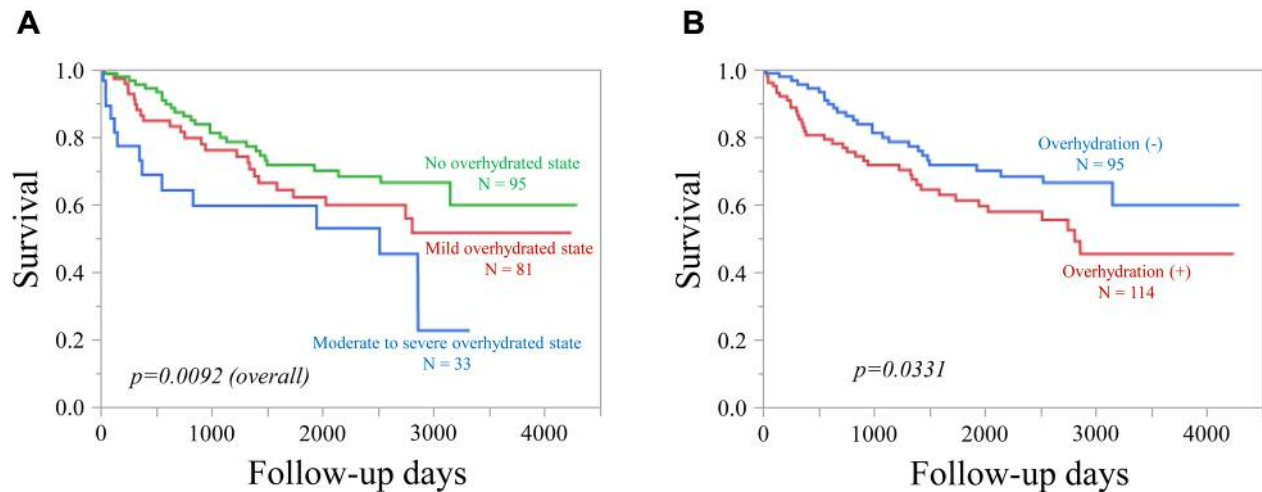 A
Survival
1.0
0.8
0.6
0.4
0.2
0.0
No overhydrated state
N = 95
Mild overhydrated state
N = 81
Moderate to severe overhydrated state
N = 33
p=0.0092 (overall)
0 1000 2000 3000 4000
Follow-up days
B
Survival
1.0
0.8
0.6
0.4
0.2
0.0
Overhydration (-)
N = 95
Overhydration (+)
N = 114
p=0.0331
0 1000 2000 3000 4000
Follow-up days